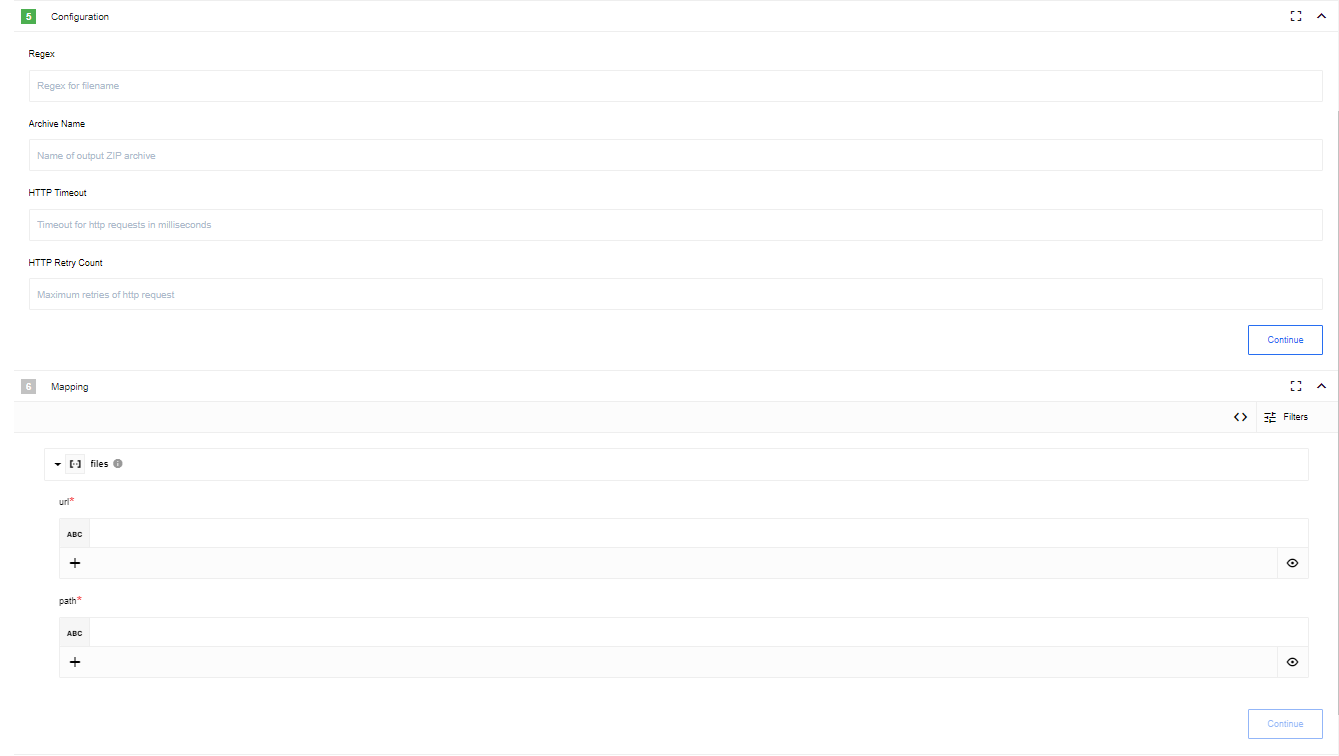 5 Configuration
Regex
Regex for filename
Archive Name
Name of output ZIP archive
HTTP Timeout
Timeout for http requests in milliseconds
HTTP Retry Count
Maximum retries of http request
Continue
6 Mapping
Filters
files
url*
ABC
path*
ABC
Continue